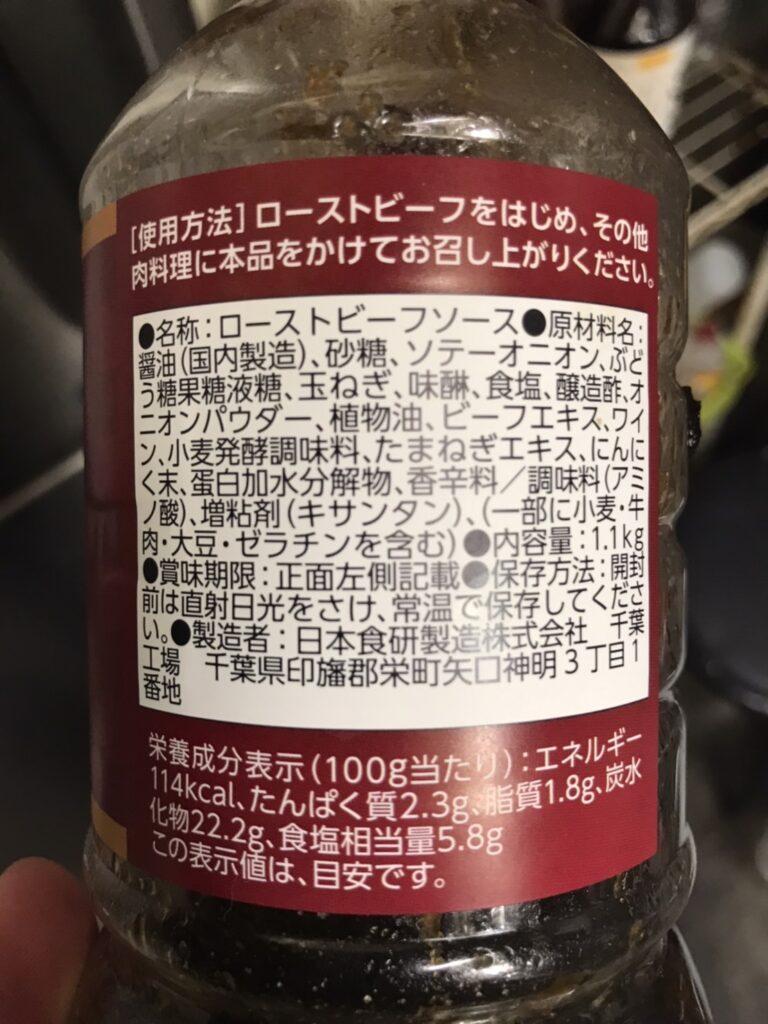 [使用方法]ローストビーフをはじめ、その他
肉料理に本品をかけてお召し上がりください。
●名称：ローストビーフソース●原材料名：
醤油(国内製造)、砂糖、ソテーオニオン、ぶど
う糖果糖液糖、玉ねぎ、味醂、食塩、醸造酢、オ
ニオンパウダー、植物油、ビーフエキス、ワイ
ン、小麦発酵調味料、たまねぎエキス、にんに
く末、蛋白加水分解物、香辛料／調味料(アミ
ノ酸)、増粘剤(キサンタン)、(一部に小麦・牛
肉・大豆・ゼラチンを含む)●内容量：1.1kg
●賞味期限：正面左側記載●保存方法：開封
前は直射日光をさけ、常温で保存してくださ
い。●製造者：日本食研製造株式会社　千葉
工場　千葉県印旛郡栄町矢口神明3丁目1
番地
栄養成分表示(100g当たり)：エネルギー
114kcal、たんぱく質2.3g、脂質1.8g、炭水
化物22.2g、食塩相当量5.8g
この表示値は、目安です。